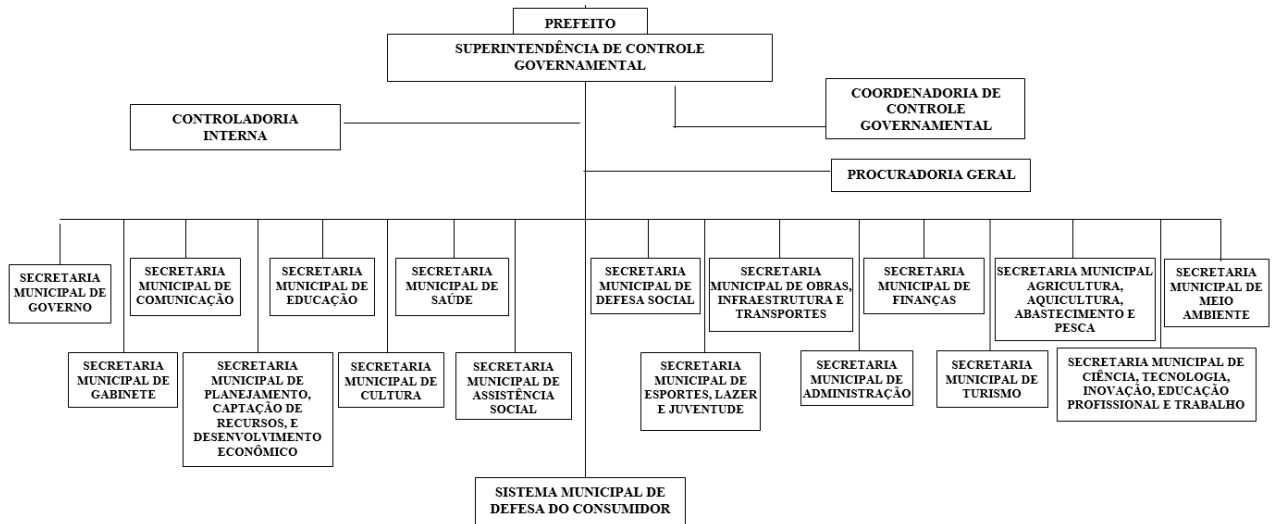 PREFEITO
SUPERINTENDÊNCIA DE CONTROLE
GOVERNAMENTAL
CONTROLADORIA
INTERNA
COORDENADORIA DE
CONTROLE
GOVERNAMENTAL
PROCURADORIA GERAL
SECRETARIA
MUNICIPAL DE
GOVERNO
SECRETARIA
MUNICIPAL DE
COMUNICAÇÃO
SECRETARIA
MUNICIPAL DE
EDUCAÇÃO
SECRETARIA
MUNICIPAL DE
SAÚDE
SECRETARIA
MUNICIPAL DE
DEFESA SOCIAL
SECRETARIA
MUNICIPAL DE OBRAS,
INFRAESTRUTURA E
TRANSPORTES
SECRETARIA
MUNICIPAL DE
FINANÇAS
SECRETARIA MUNICIPAL
AGRICULTURA,
AQUICULTURA,
ABASTECIMENTO E
PESCA
SECRETARIA
MUNICIPAL DE
MEIO
AMBIENTE
SECRETARIA
MUNICIPAL DE
GABINETE
SECRETARIA
MUNICIPAL DE
PLANEJAMENTO,
CAPTAÇÃO DE
RECURSOS, E
DESENVOLVIMENTO
ECONÔMICO
SECRETARIA
MUNICIPAL DE
CULTURA
SECRETARIA
MUNICIPAL DE
ASSISTÊNCIA
SOCIAL
SECRETARIA
MUNICIPAL DE
ESPORTES, LAZER
E JUVENTUDE
SECRETARIA
MUNICIPAL DE
ADMINISTRAÇÃO
SECRETARIA
MUNICIPAL DE
TURISMO
SECRETARIA MUNICIPAL DE
CIÊNCIA, TECNOLOGIA,
INOVAÇÃO, EDUCAÇÃO
PROFISSIONAL E TRABALHO
SISTEMA MUNICIPAL DE
DEFESA DO CONSUMIDOR